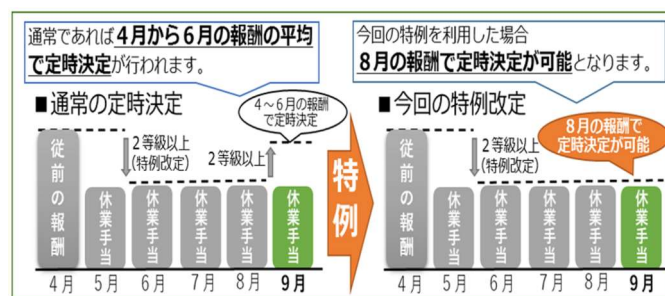 通常であれば4月から6月の報酬の平均
で定時決定が行われます。
■通常の定時決定
4~6月の報酬
で定時決定
2等級以上
(特例改定)
2等級以上
従前の報酬
休業手当
休業手当
休業手当
休業手当
休業手当
4月
5月
6月
7月
8月
9月
特例
今回の特例を利用した場合
8月の報酬で定時決定が可能となります。
■今回の特例改定
2等級以上
(特例改定)
8月の報酬で
定時決定が可能
従前の報酬
休業手当
休業手当
休業手当
休業手当
休業手当
4月
5月
6月
7月
8月
9月